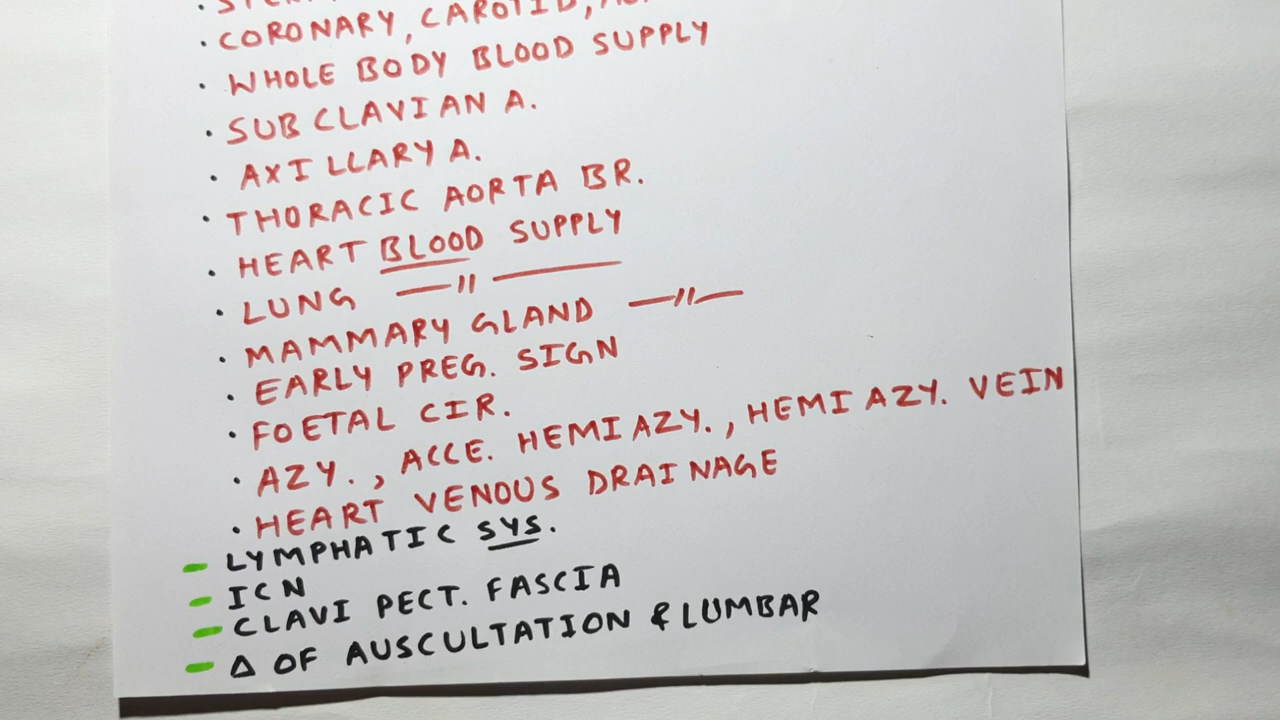 · CORONARY, CAROTID,
· WHOLE BODY BLOOD SUPPLY
· SUBCLAVIAN A.
· AXILLARY A.
· THORACIC AORTA BR.
· HEART BLOOD SUPPLY
· LUNG —〃—
· MAMMARY GLAND —〃—
· EARLY PREG. SIGN
· FOETAL CIR.
· AZY., ACCE. HEMIAZY., HEMIAZY. VEIN
· HEART VENOUS DRAINAGE
- LYMPHATIC SYS.
- ICN
- CLAVI PECT. FASCIA
- Δ OF AUSCULTATION & LUMBAR